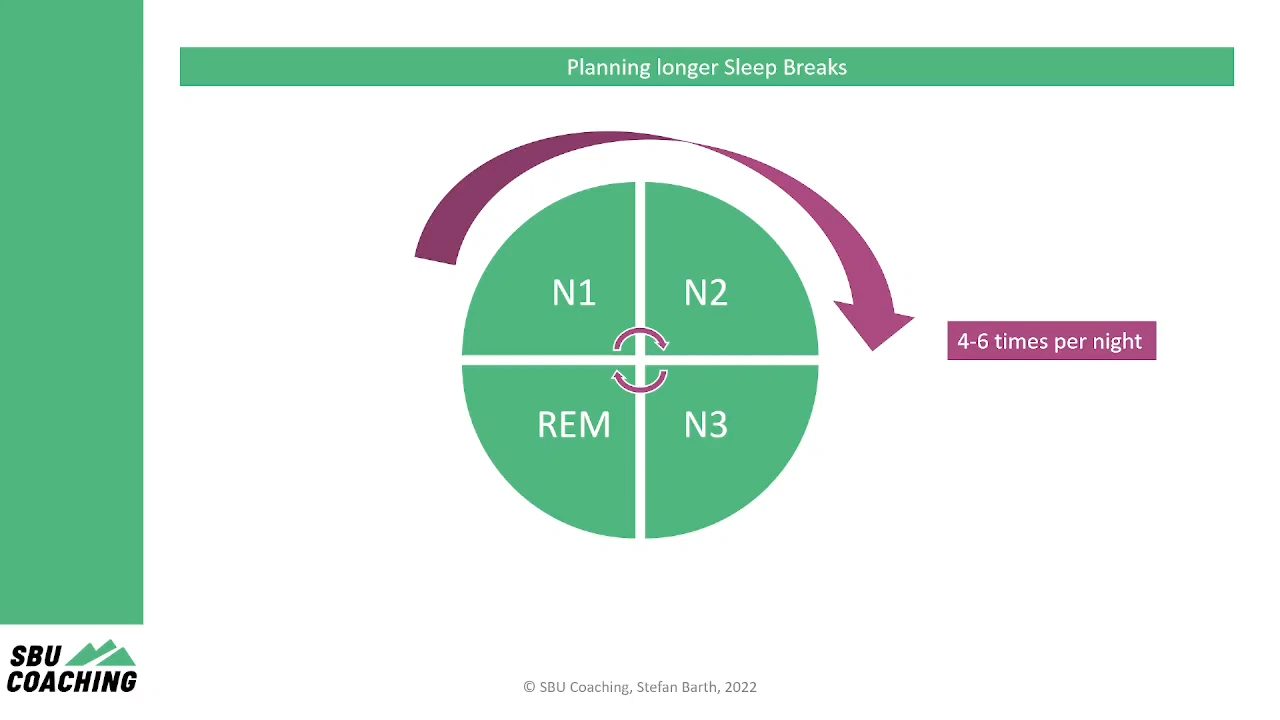 Planning longer Sleep Breaks
N1
N2
4-6 times per night
REM
N3
SBU
COACHING
© SBU Coaching, Stefan Barth, 2022